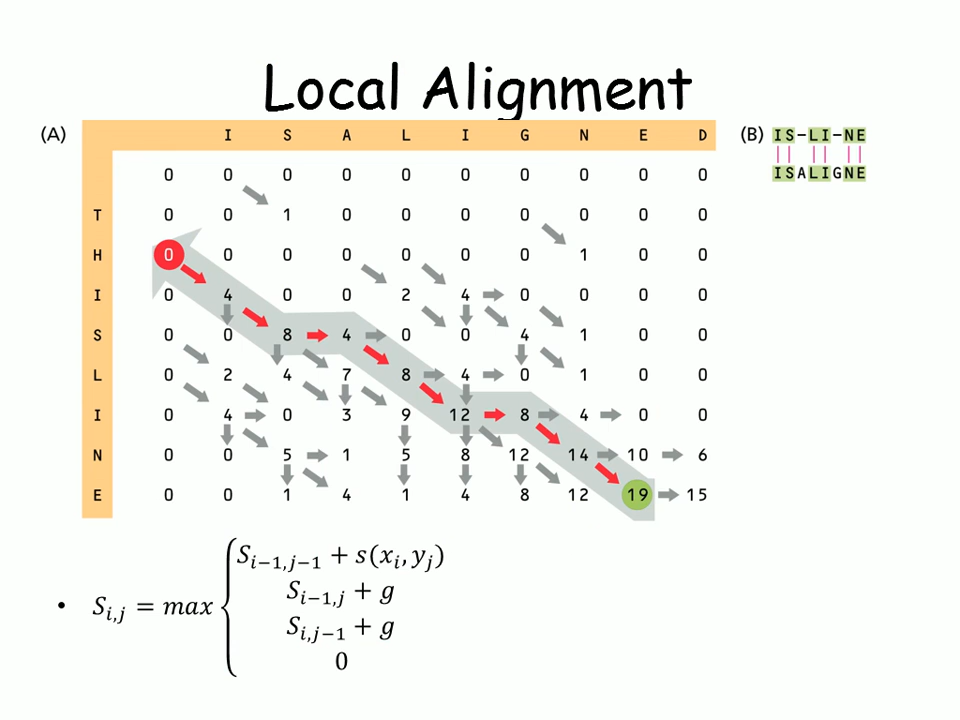 Local Alignment
(A) I S A L I G N E D
0 0 0 0 0 0 0 0 0 0
T 0 0 1 0 0 0 0 0 0 0
H 0 0 0 0 0 0 0 1 0 0
I 0 4 0 0 2 4 0 0 0 0
S 0 0 8 4 0 0 4 1 0 0
L 0 2 4 7 8 4 0 1 0 0
I 0 4 0 3 9 12 8 4 0 0
N 0 0 5 1 5 8 12 14 10 6
E 0 0 1 4 1 4 8 12 19 15
(B) IS-LI-NE
ISALIGNE
S_{i-1,j-1} + s(x_i, y_j)
S_{i-1,j} + g
• S_{i,j} = max {
S_{i,j-1} + g
0